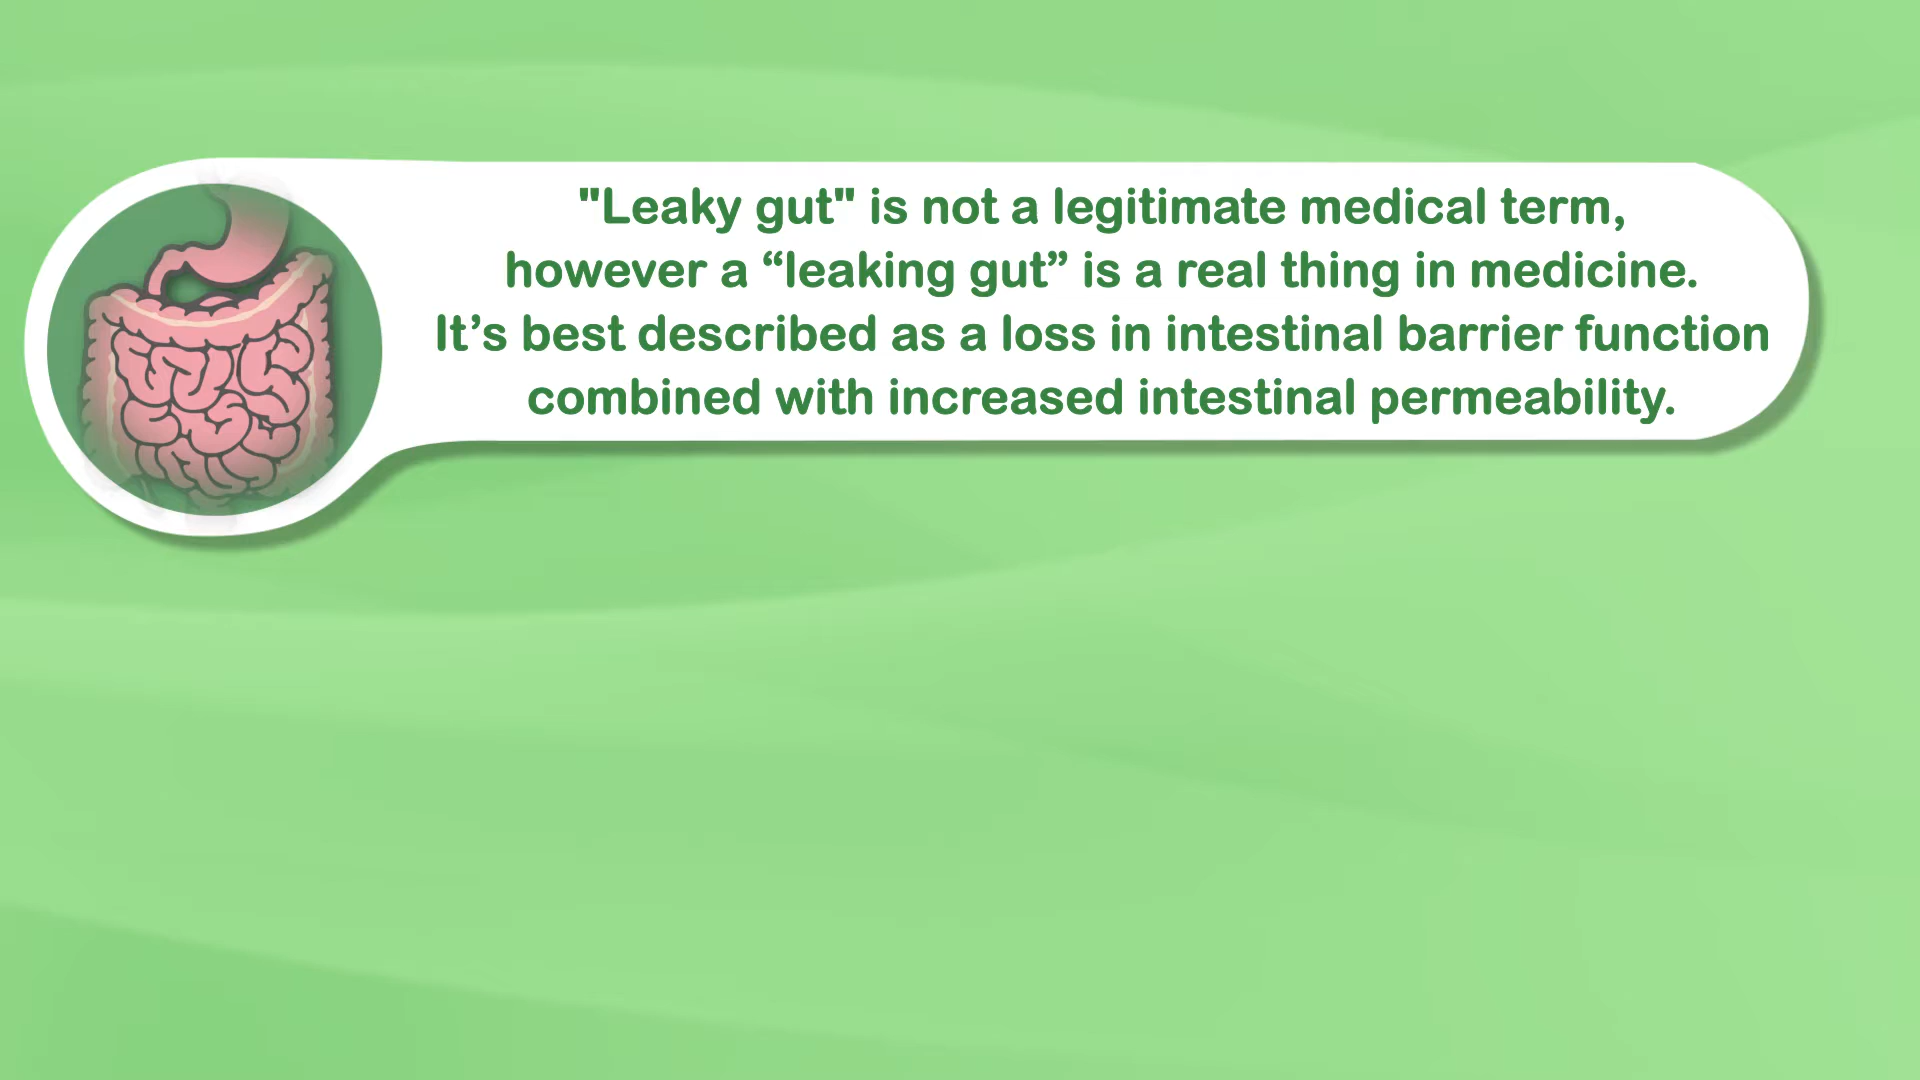 "Leaky gut" is not a legitimate medical term,
however a “leaking gut” is a real thing in medicine.
It’s best described as a loss in intestinal barrier function
combined with increased intestinal permeability.